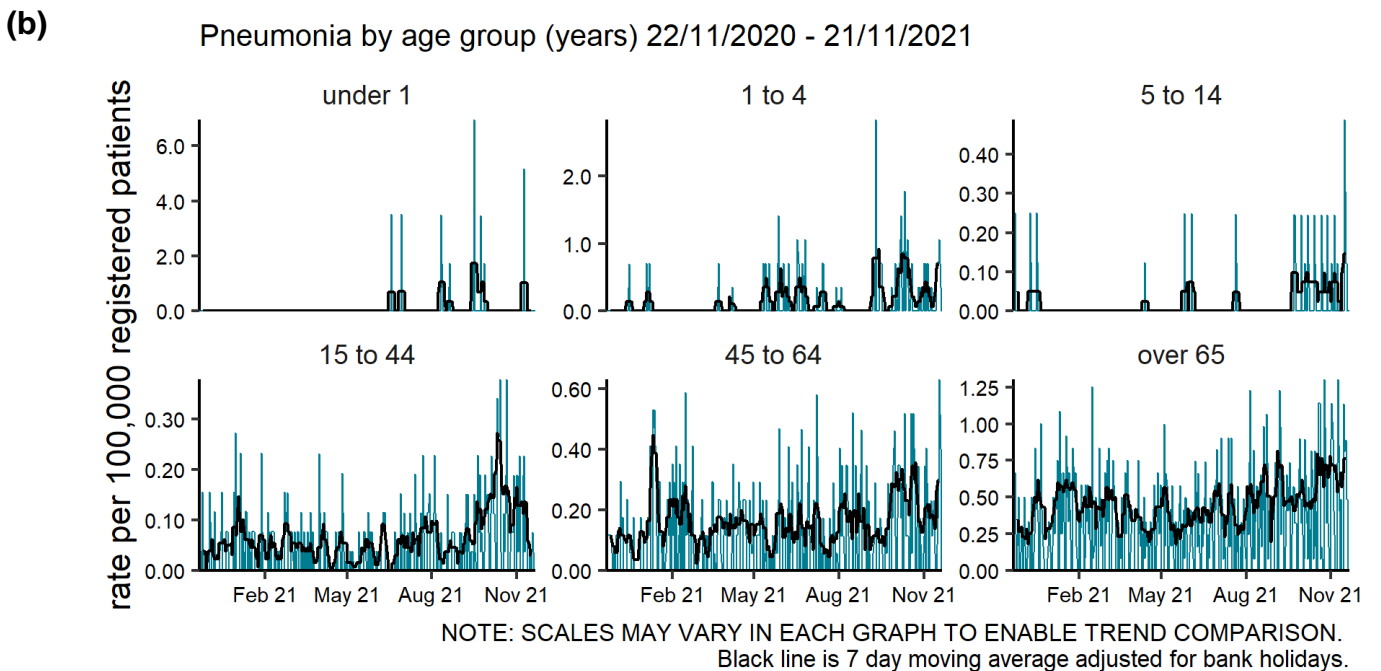 (b)
Pneumonia by age group (years) 22/11/2020 - 21/11/2021
rate per 100,000 registered patients
under 1
6.0
4.0
2.0
0.0
1 to 4
2.0
1.0
0.0
5 to 14
0.40
0.30
0.20
0.10
0.00
15 to 44
0.30
0.20
0.10
0.00
Feb 21 May 21 Aug 21 Nov 21
45 to 64
0.60
0.40
0.20
0.00
Feb 21 May 21 Aug 21 Nov 21
over 65
1.25
1.00
0.75
0.50
0.25
0.00
Feb 21 May 21 Aug 21 Nov 21
NOTE: SCALES MAY VARY IN EACH GRAPH TO ENABLE TREND COMPARISON.
Black line is 7 day moving average adjusted for bank holidays.